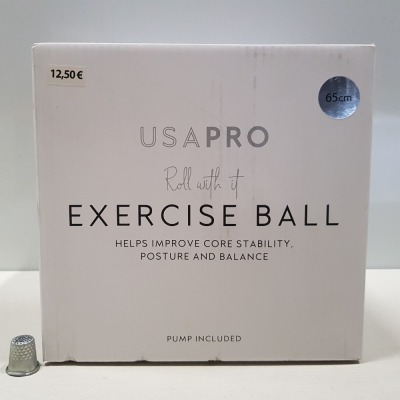 12,50 €
65cm
USAPRO
Roll with it
EXERCISE BALL
HELPS IMPROVE CORE STABILITY,
POSTURE AND BALANCE
PUMP INCLUDED